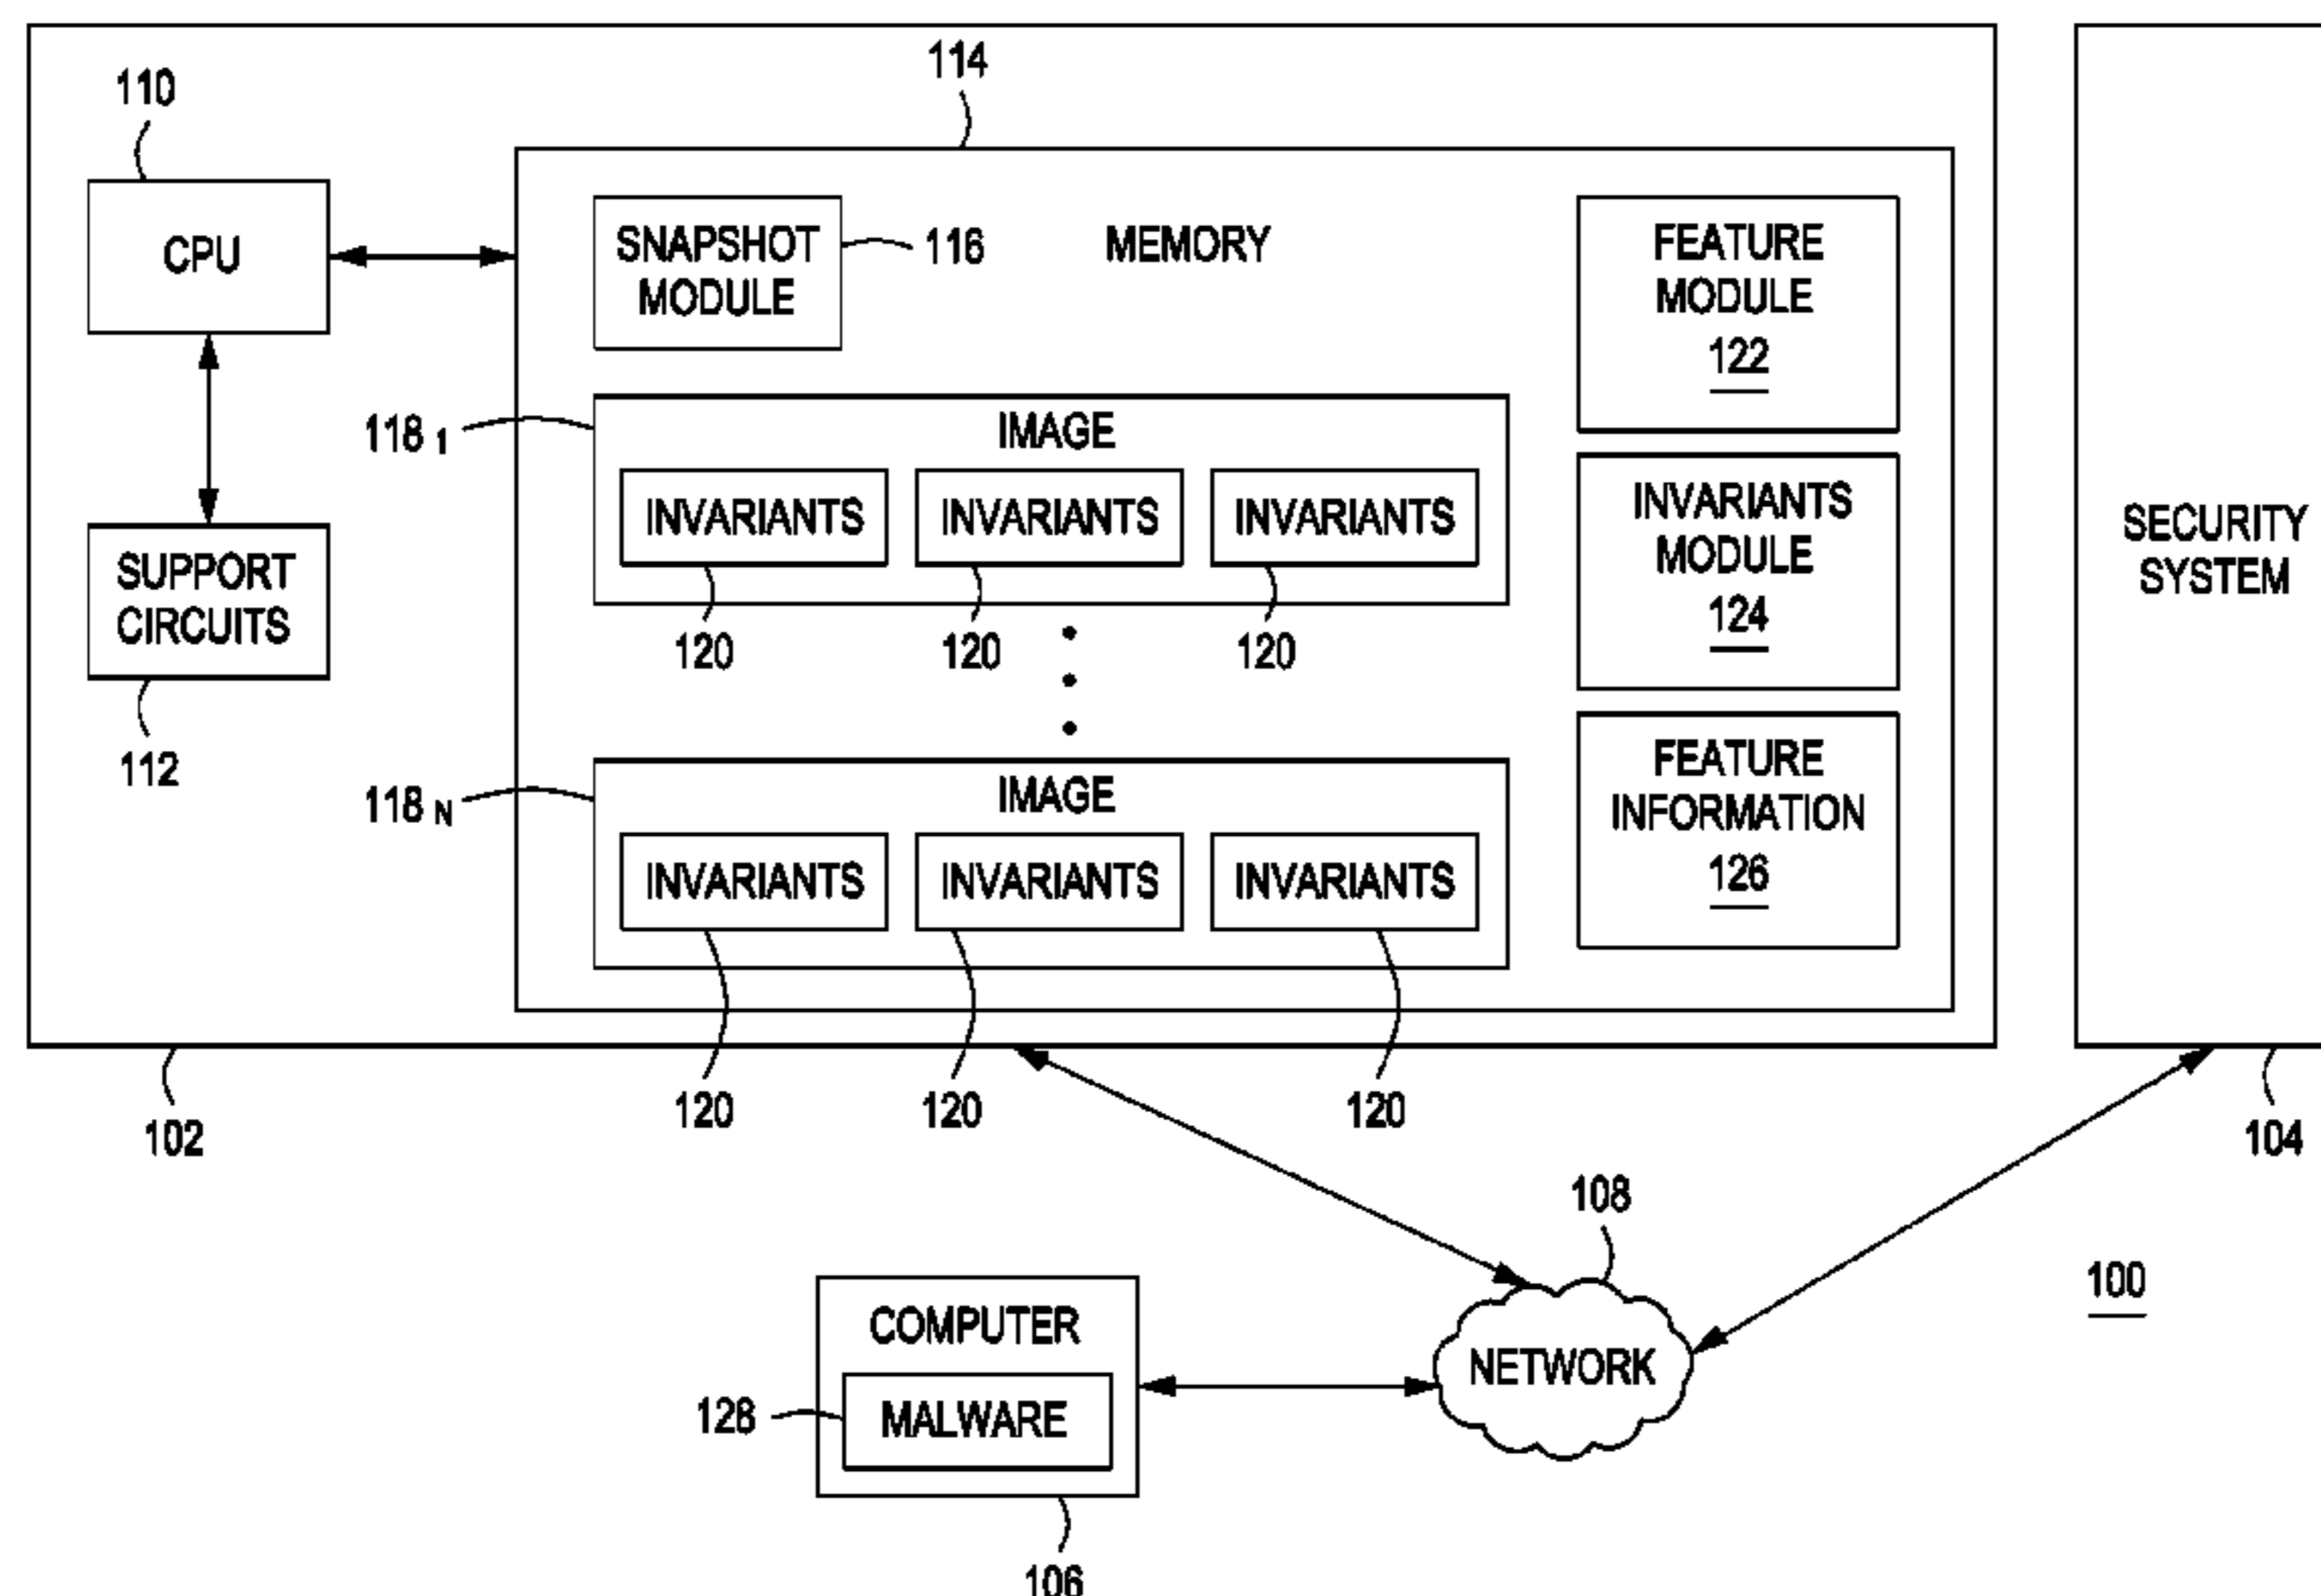 114
110
CPU
SNAPSHOT
MODULE
116
MEMORY
FEATURE
MODULE
122
118 1
IMAGE
INVARIANTS INVARIANTS INVARIANTS
120 120 120
INVARIANTS
MODULE
124
SECURITY
SYSTEM
SUPPORT
CIRCUITS
112
118 N
IMAGE
INVARIANTS INVARIANTS INVARIANTS
FEATURE
INFORMATION
126
102
120 120 120
104
108
100
COMPUTER
128
MALWARE
NETWORK
106